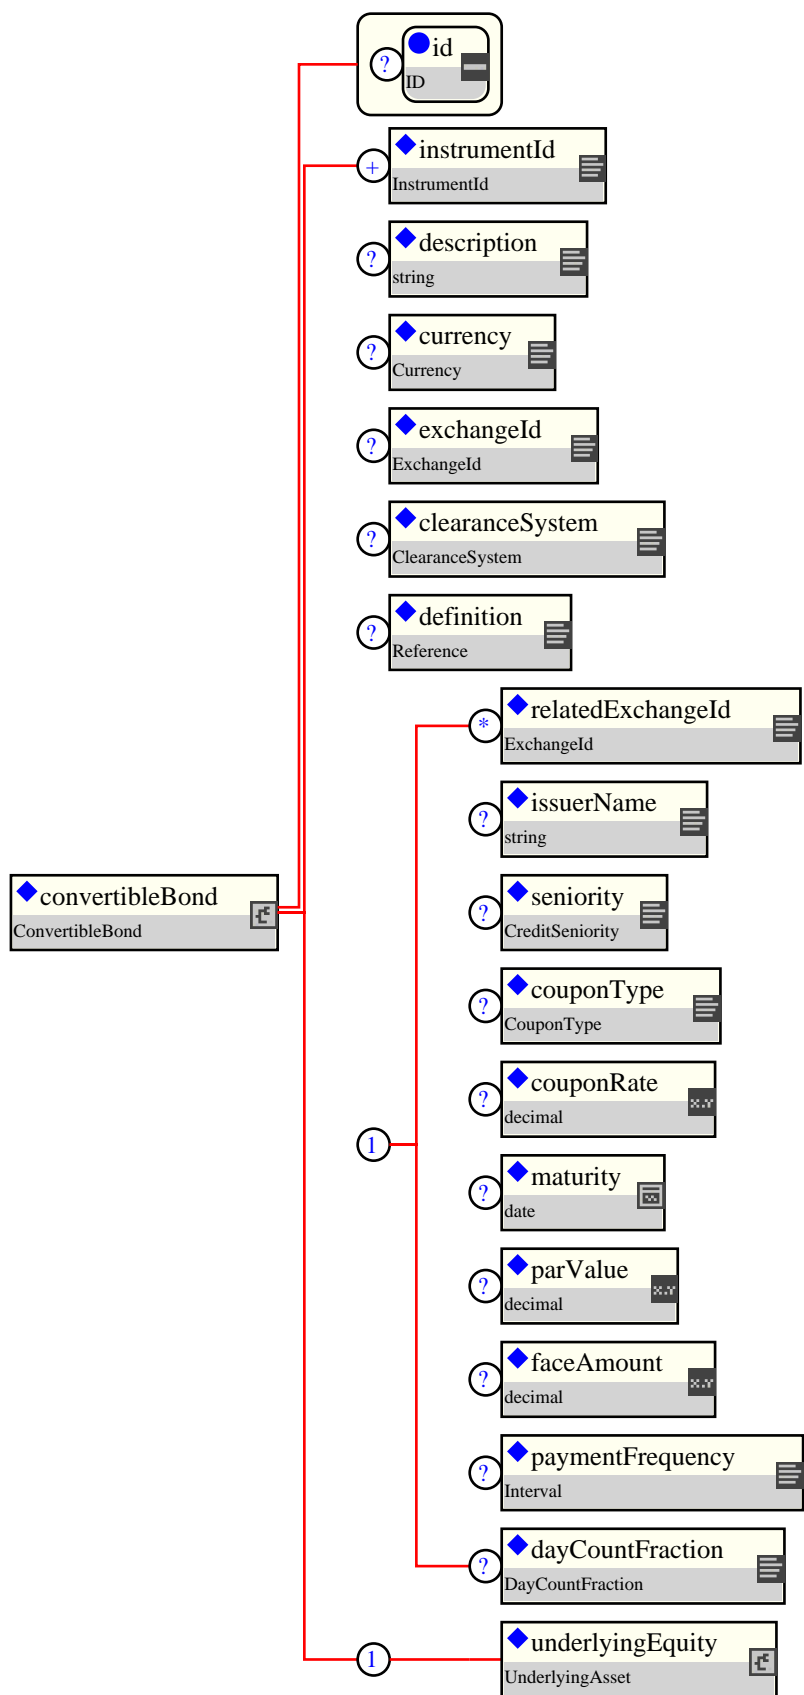 ? id
ID
+ instrumentId
InstrumentId
? description
string
? currency
Currency
? exchangeId
ExchangeId
? clearanceSystem
ClearanceSystem
? definition
Reference
* relatedExchangeId
ExchangeId
? issuerName
string
convertibleBond
ConvertibleBond
? seniority
CreditSeniority
? couponType
CouponType
? couponRate
X.Y
decimal
1
? maturity
date
? parValue
X.Y
decimal
? faceAmount
X.Y
decimal
? paymentFrequency
Interval
? dayCountFraction
DayCountFraction
1 underlyingEquity
UnderlyingAsset